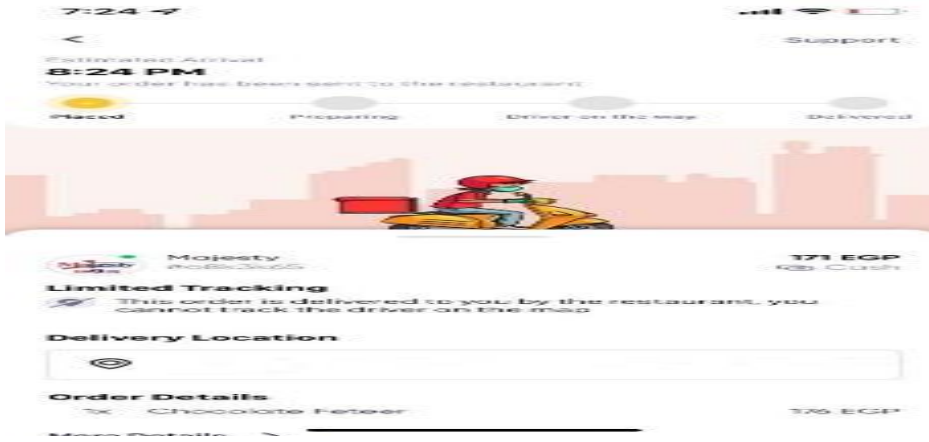 7:24
Support
Estimated Arrival
8:24 PM
Your order has been sent to the restaurant
Placed Preparing Driver on the way Delivered
Majesty 171 EGP
Cash
Limited Tracking
This order is delivered to you by the restaurant, you
cannot track the driver on the map
Delivery Location
Order Details
1x Chocolate Feteer 176 EGP
More Details